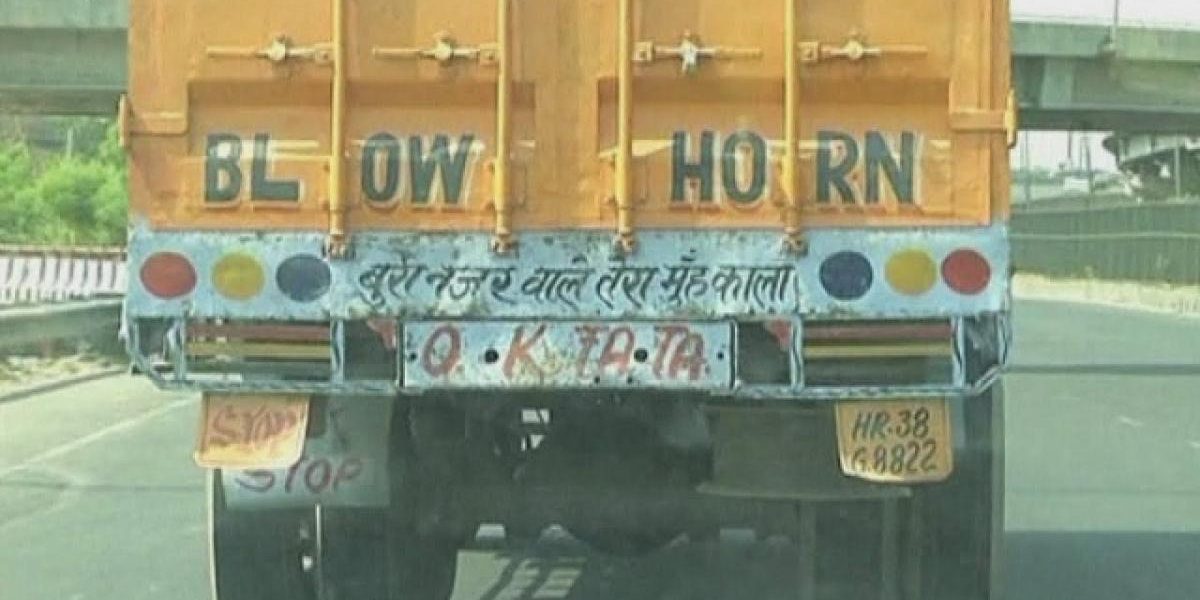 BLOW HORN
बुरी नजर वाले तेरा मुंह काला
O. K TA TA.
STOP
STOP
HR-38
G.8822